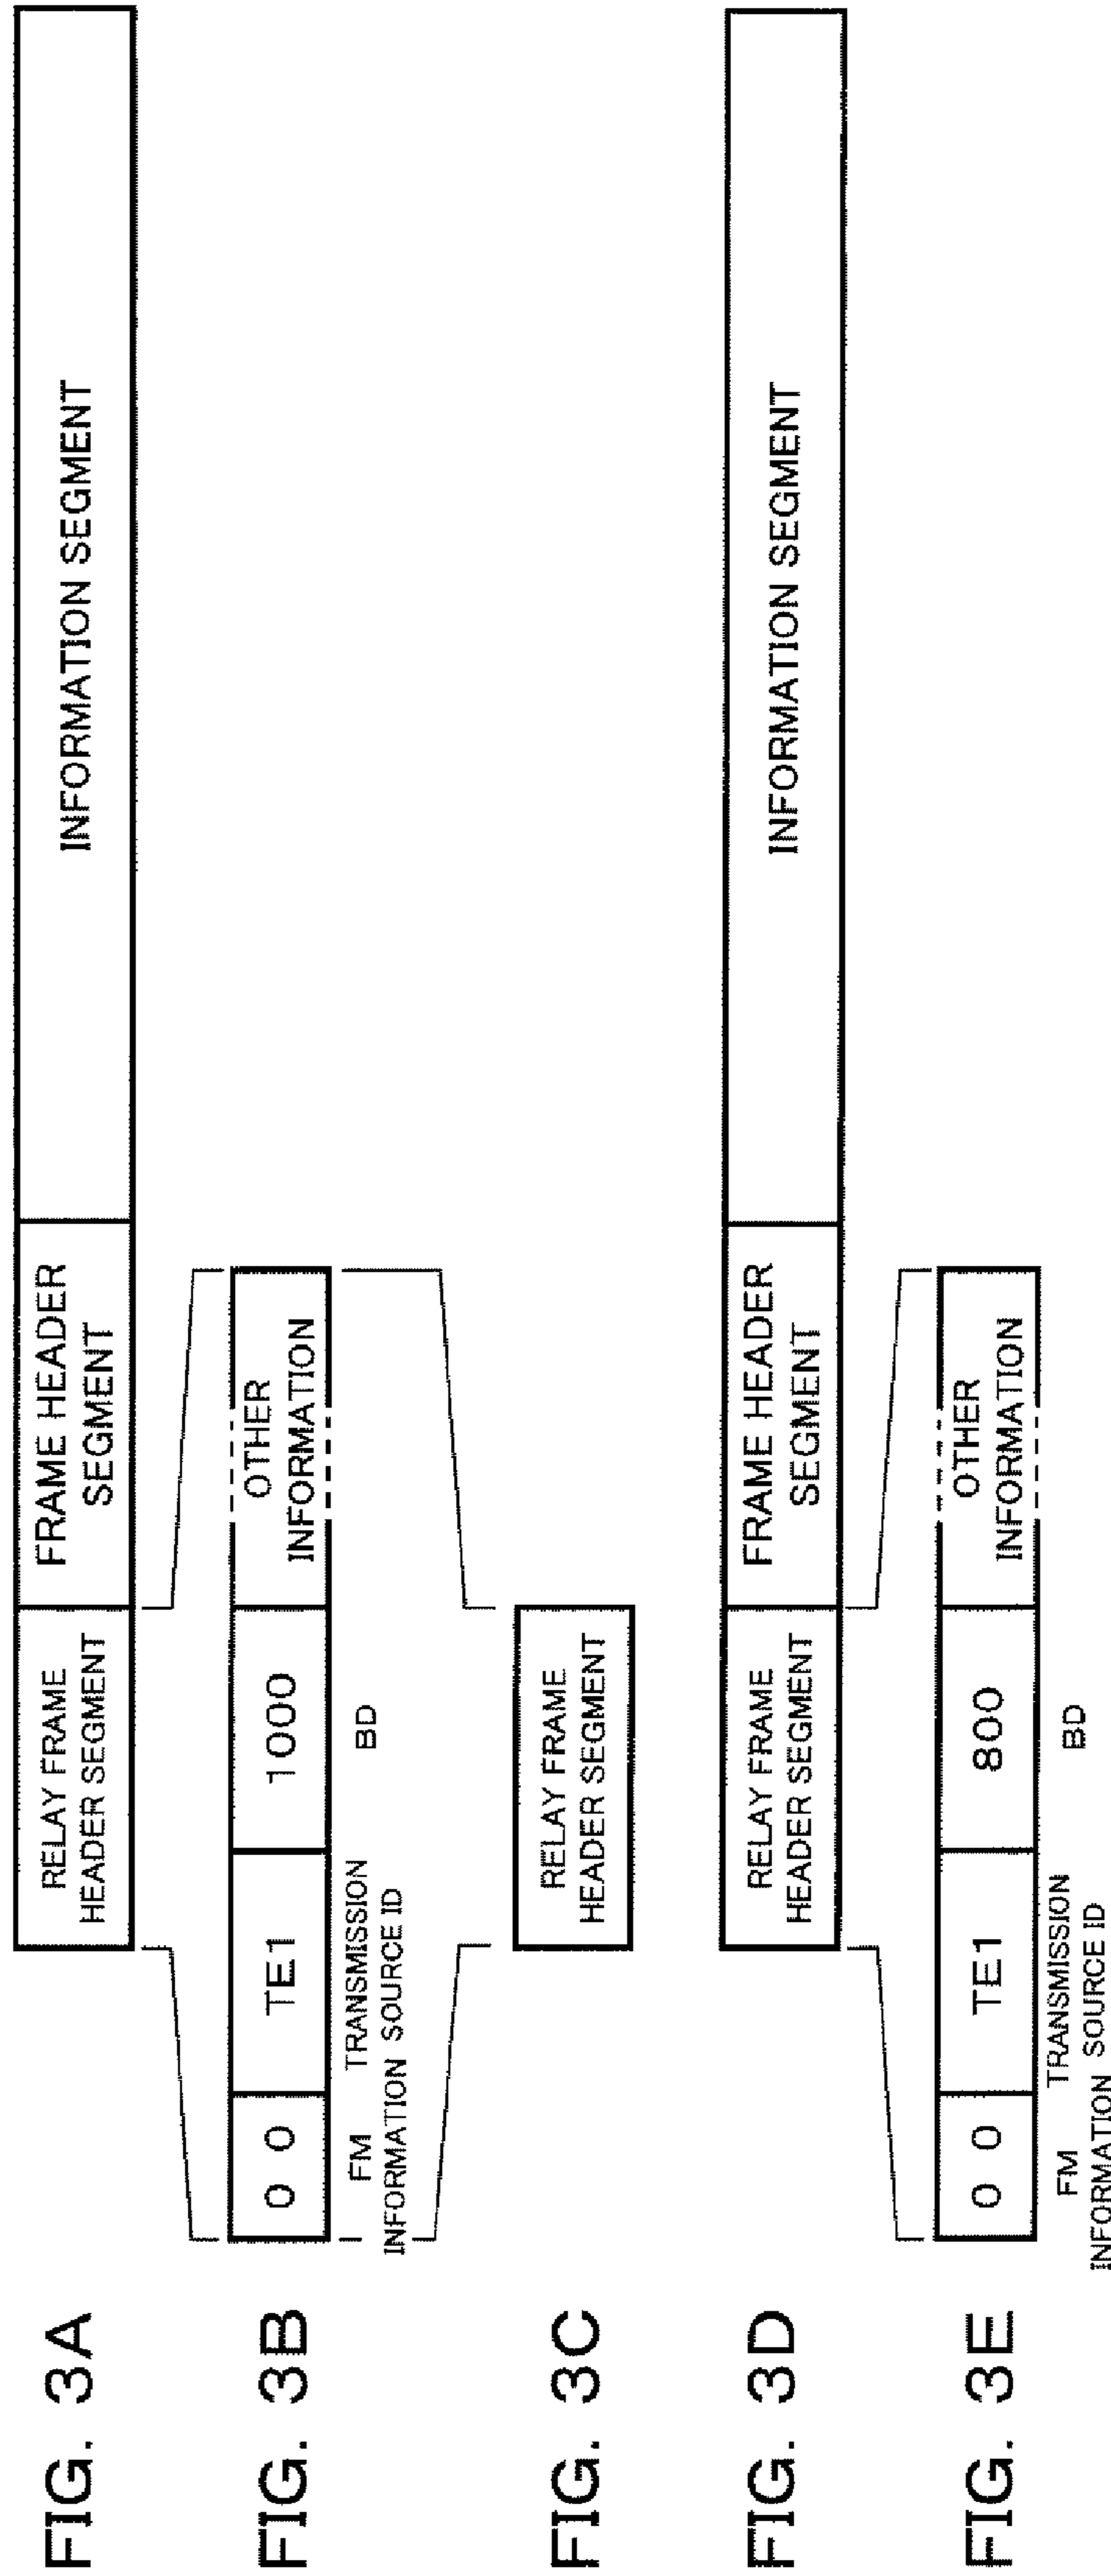 FIG. 3A
RELAY FRAME
HEADER SEGMENT
FRAME HEADER
SEGMENT
INFORMATION SEGMENT
FIG. 3B
0 0
TE1
1000
OTHER
INFORMATION
FM
INFORMATION
TRANSMISSION
SOURCE ID
BD
FIG. 3C
RELAY FRAME
HEADER SEGMENT
FIG. 3D
RELAY FRAME
HEADER SEGMENT
FRAME HEADER
SEGMENT
INFORMATION SEGMENT
FIG. 3E
0 0
TE1
800
OTHER
INFORMATION
FM
INFORMATION
TRANSMISSION
SOURCE ID
BD